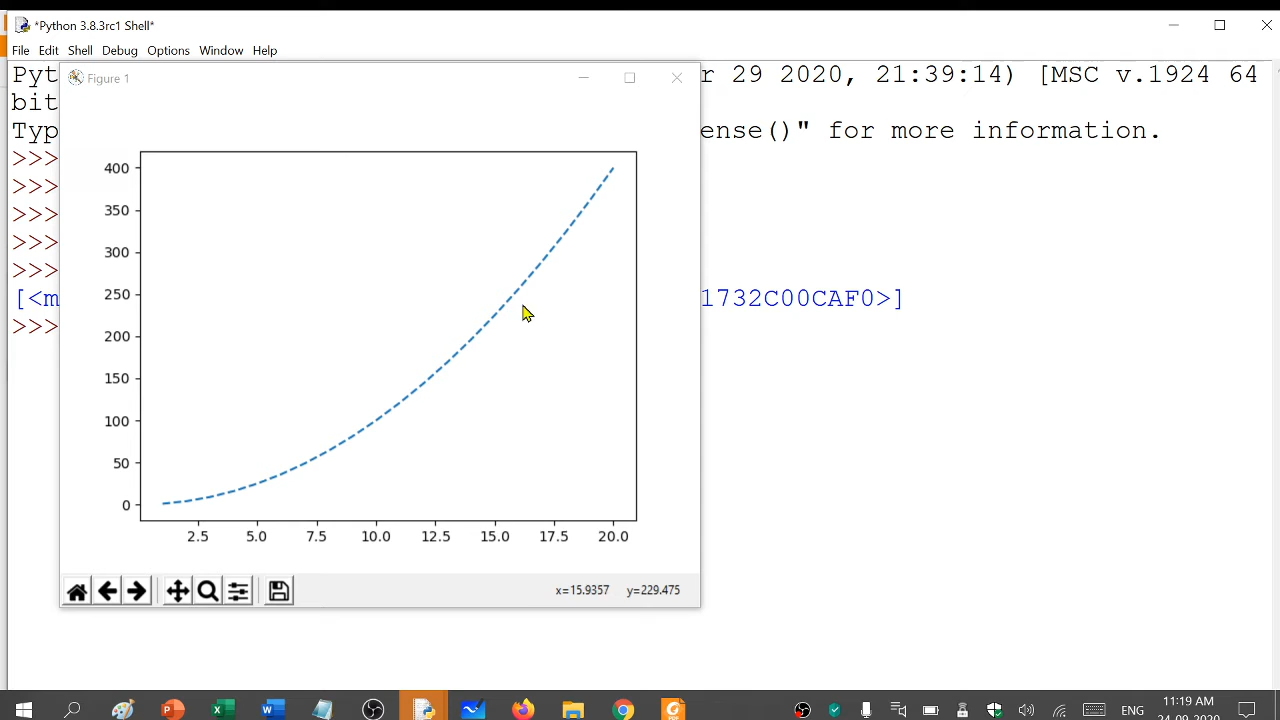 *Python 3.8.3rc1 Shell*
File Edit Shell Debug Options Window Help
Figure 1
Pyt r 29 2020, 21:39:14) [MSC v.1924 64
bit
Typ ense()" for more information.
>>>
>>>
>>>
>>>
>>>
[<m 1732C00CAF0>]
>>>
400
350
300
250
200
150
100
50
0
2.5 5.0 7.5 10.0 12.5 15.0 17.5 20.0
x=15.9357 y=229.475
ENG
11:19 AM
24-09-2020